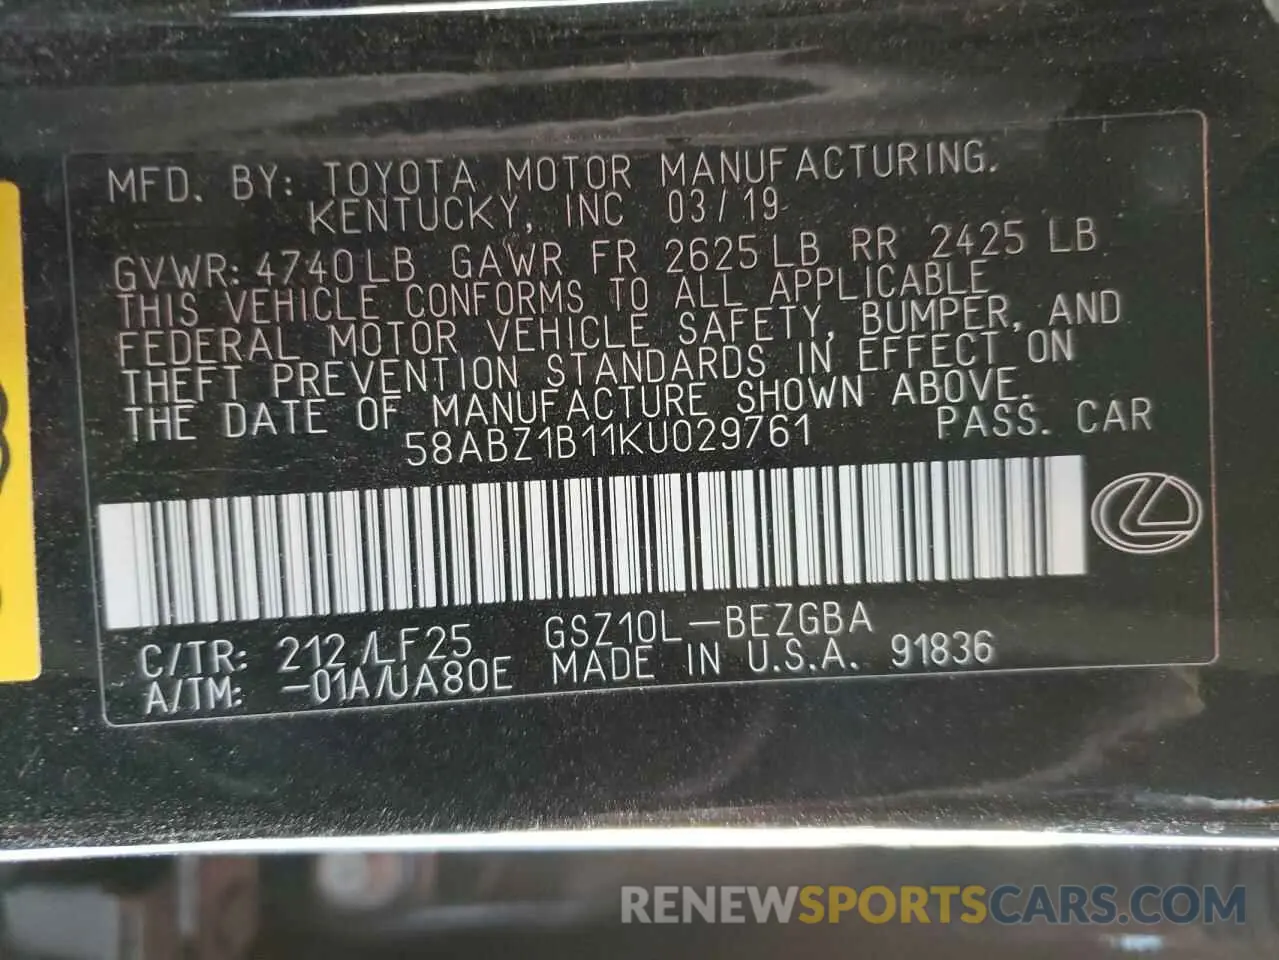 MFD. BY: TOYOTA MOTOR MANUFACTURING.
KENTUCKY, INC 03/19
GVWR: 4740LB GAWR FR 2625LB RR 2425 LB
THIS VEHICLE CONFORMS TO ALL APPLICABLE
FEDERAL MOTOR VEHICLE SAFETY, BUMPER, AND
THEFT PREVENTION STANDARDS IN EFFECT ON
THE DATE OF MANUFACTURE SHOWN ABOVE.
58ABZ1B11KU029761 PASS. CAR
C/TR: 212/LF25 GSZ10L-BEZGBA
A/TM: -01A/UA80E MADE IN U.S.A. 91836
RENEWSPORTSCARS.COM